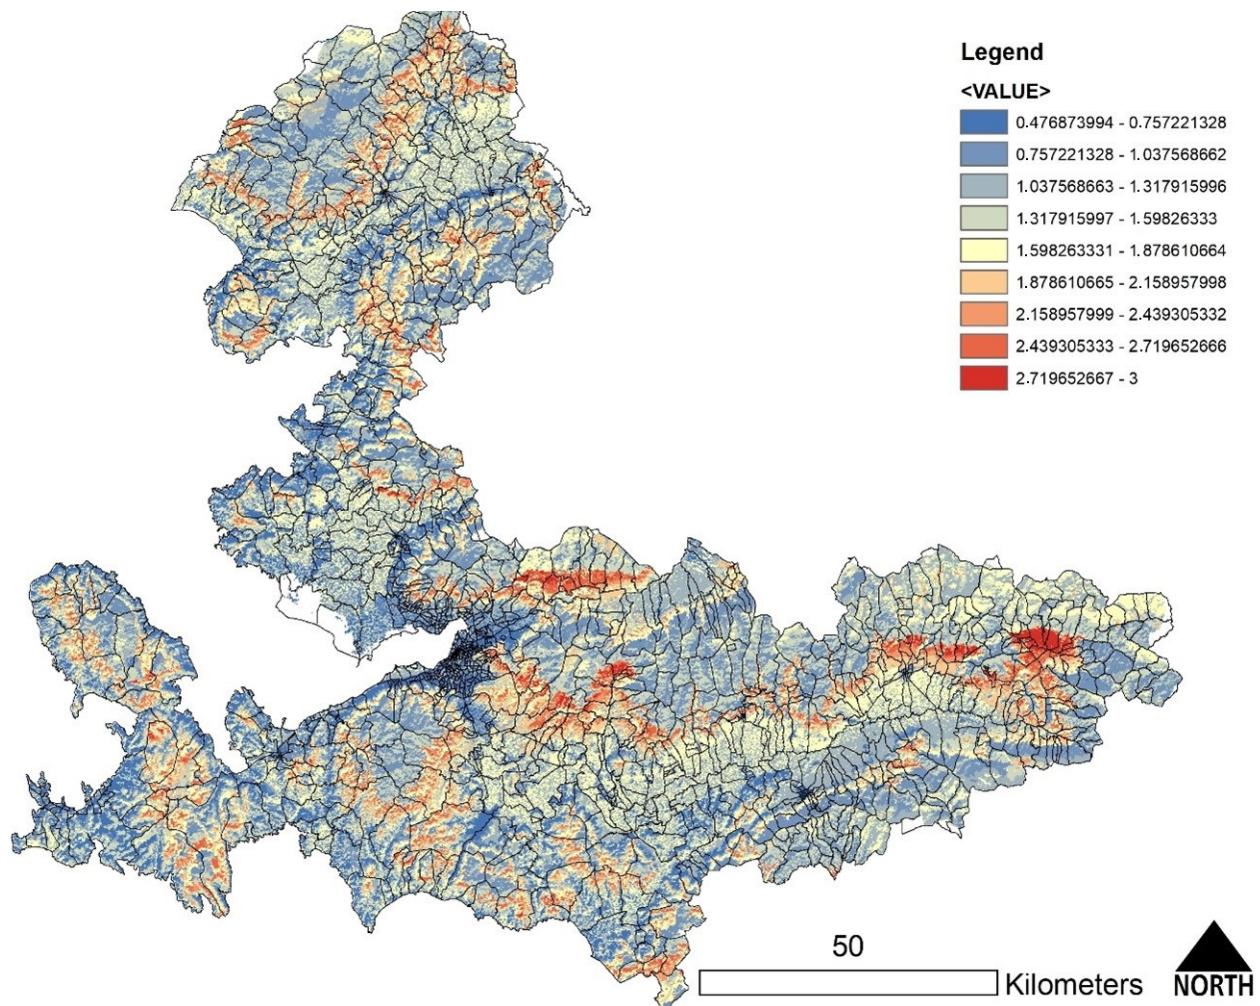 Legend
<VALUE>
0.476873994 - 0.757221328
0.757221328 - 1.037568662
1.037568663 - 1.317915996
1.317915997 - 1.59826333
1.598263331 - 1.878610664
1.878610665 - 2.158957998
2.158957999 - 2.439305332
2.439305333 - 2.719652666
2.719652667 - 3
50
Kilometers
NORTH